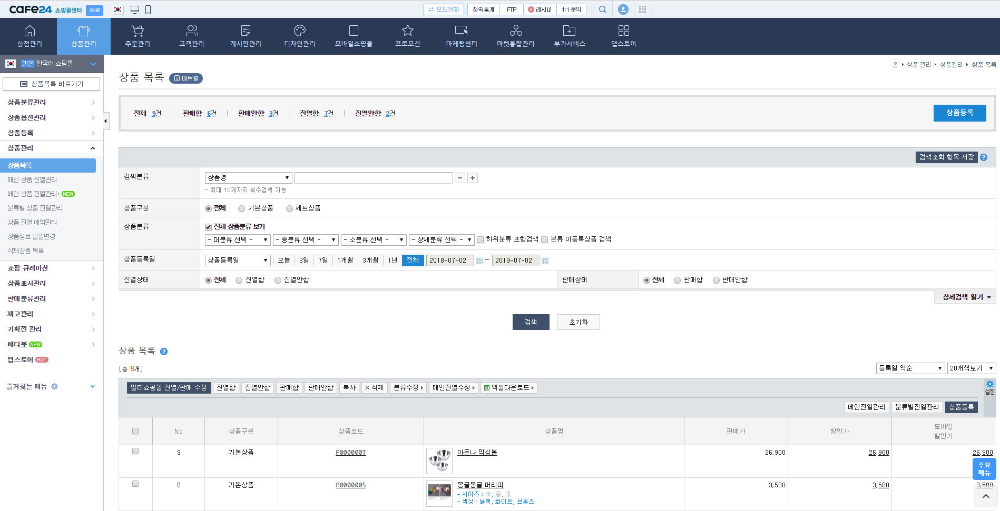 CAFE24 쇼핑몰센터 프로
모드전환 접속통계 FTP N 레시피 1:1 문의
상점관리 상품관리 주문관리 고객관리 게시판관리 디자인관리 모바일쇼핑몰 프로모션 마케팅센터 마켓통합관리 부가서비스 앱스토어
기본 한국어 쇼핑몰
상품목록 바로가기
상품분류관리
상품옵션관리
상품등록
상품관리
상품목록
메인 상품 진열관리
메인 상품 진열관리+ NEW
분류별 상품 진열관리
상품 진열 예약관리
상품정보 일괄변경
삭제상품 목록
쇼핑 큐레이션
상품표시관리
판매분류관리
재고관리
기획전 관리
에디봇 NEW
앱스토어 HOT
즐겨찾는 메뉴
홈 상품 관리 상품관리 상품 목록
상품 목록 매뉴얼
전체 9건 판매함 6건 판매안함 3건 진열함 7건 진열안함 2건
상품등록
검색조회 항목 저장 ?
검색분류 상품명 - +
- 최대 10개까지 복수검색 가능
상품구분 전체 기본상품 세트상품
상품분류 전체 상품분류 보기
- 대분류 선택 - - 중분류 선택 - - 소분류 선택 - - 상세분류 선택 - 하위분류 포함검색 분류 미등록상품 검색
상품등록일 상품등록일 오늘 3일 7일 1개월 3개월 1년 전체 2018-07-02 ~ 2019-07-02
진열상태 전체 진열함 진열안함 판매상태 전체 판매함 판매안함
상세검색 열기
검색 초기화
상품 목록 ?
[총 9개]
등록일 역순 20개씩보기
멀티쇼핑몰 진열/판매 수정 진열함 진열안함 판매함 판매안함 복사 삭제 분류수정 메인진열수정 엑셀다운로드
설정
메인진열관리 분류별진열관리 상품등록
No 상품구분 상품코드 상품명 판매가 할인가 모바일
할인가
9 기본상품 P000000T 마돈나 믹싱볼 26,900 26,900 26,900
주요
메뉴
8 기본상품 P000000S 몽글몽글 머리띠 3,500 3,500 3,500
- 사이즈 : 소, 중, 대
- 색상 : 블랙, 화이트, 브론즈